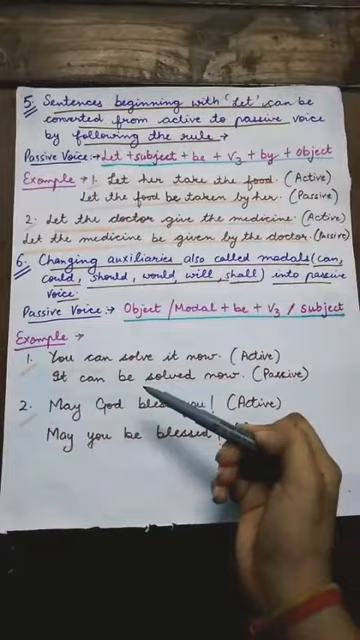 5. Sentences beginning with 'Let' can be
converted from active to passive voice
by following the rule →
Passive Voice:→ Let + subject + be + V3 + by + Object
Example → 1. Let her take the food. (Active)
Let the food be taken by her. (Passive)
2. Let the doctor give the medicine. (Active)
Let the medicine be given by the doctor. (Passive)
6. Changing auxiliaries also called modals (can,
could, should, would, will, shall) into passive
voice.
Passive Voice:→ Object / Modal + be + V3 / Subject
Example →
1. You can solve it now. (Active)
It can be solved now. (Passive)
2. May God bless you! (Active)
May you be blessed!